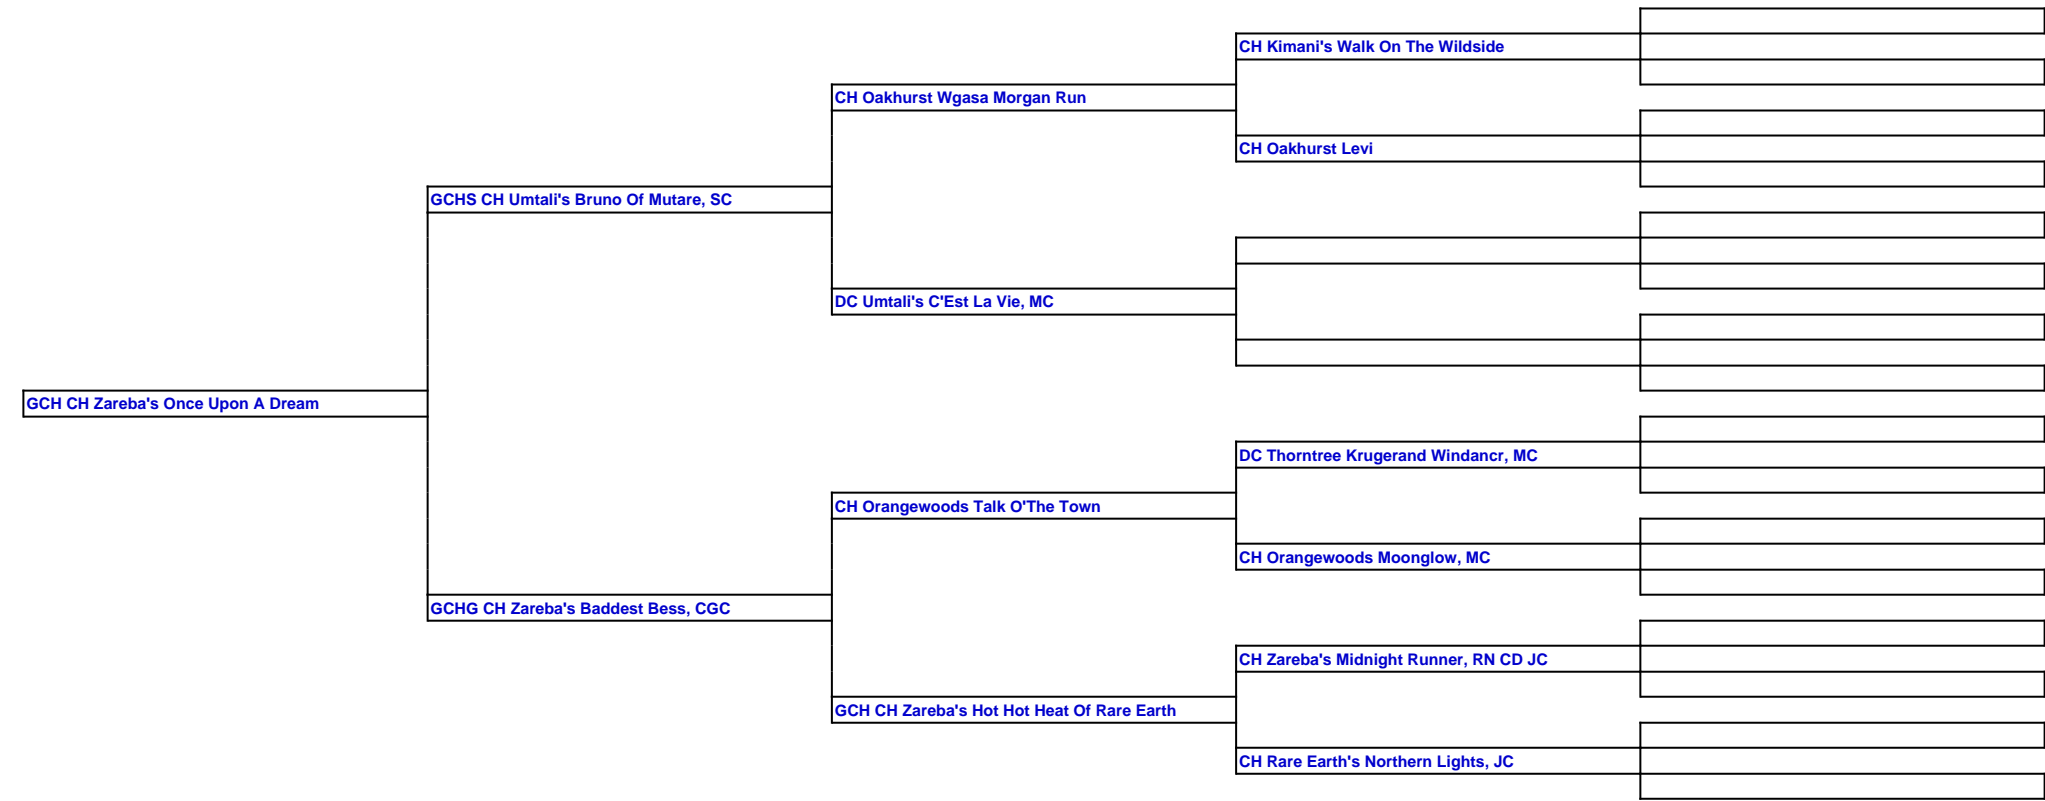 CH Kimani's Walk On The Wildside
CH Oakhurst Wgasa Morgan Run
CH Oakhurst Levi
GCHS CH Umtali's Bruno Of Mutare, SC
DC Umtali's C'Est La Vie, MC
GCH CH Zareba's Once Upon A Dream
DC Thorntree Krugerand Windancr, MC
CH Orangewoods Talk O'The Town
CH Orangewoods Moonglow, MC
GCHG CH Zareba's Baddest Bess, CGC
CH Zareba's Midnight Runner, RN CD JC
GCH CH Zareba's Hot Hot Heat Of Rare Earth
CH Rare Earth's Northern Lights, JC